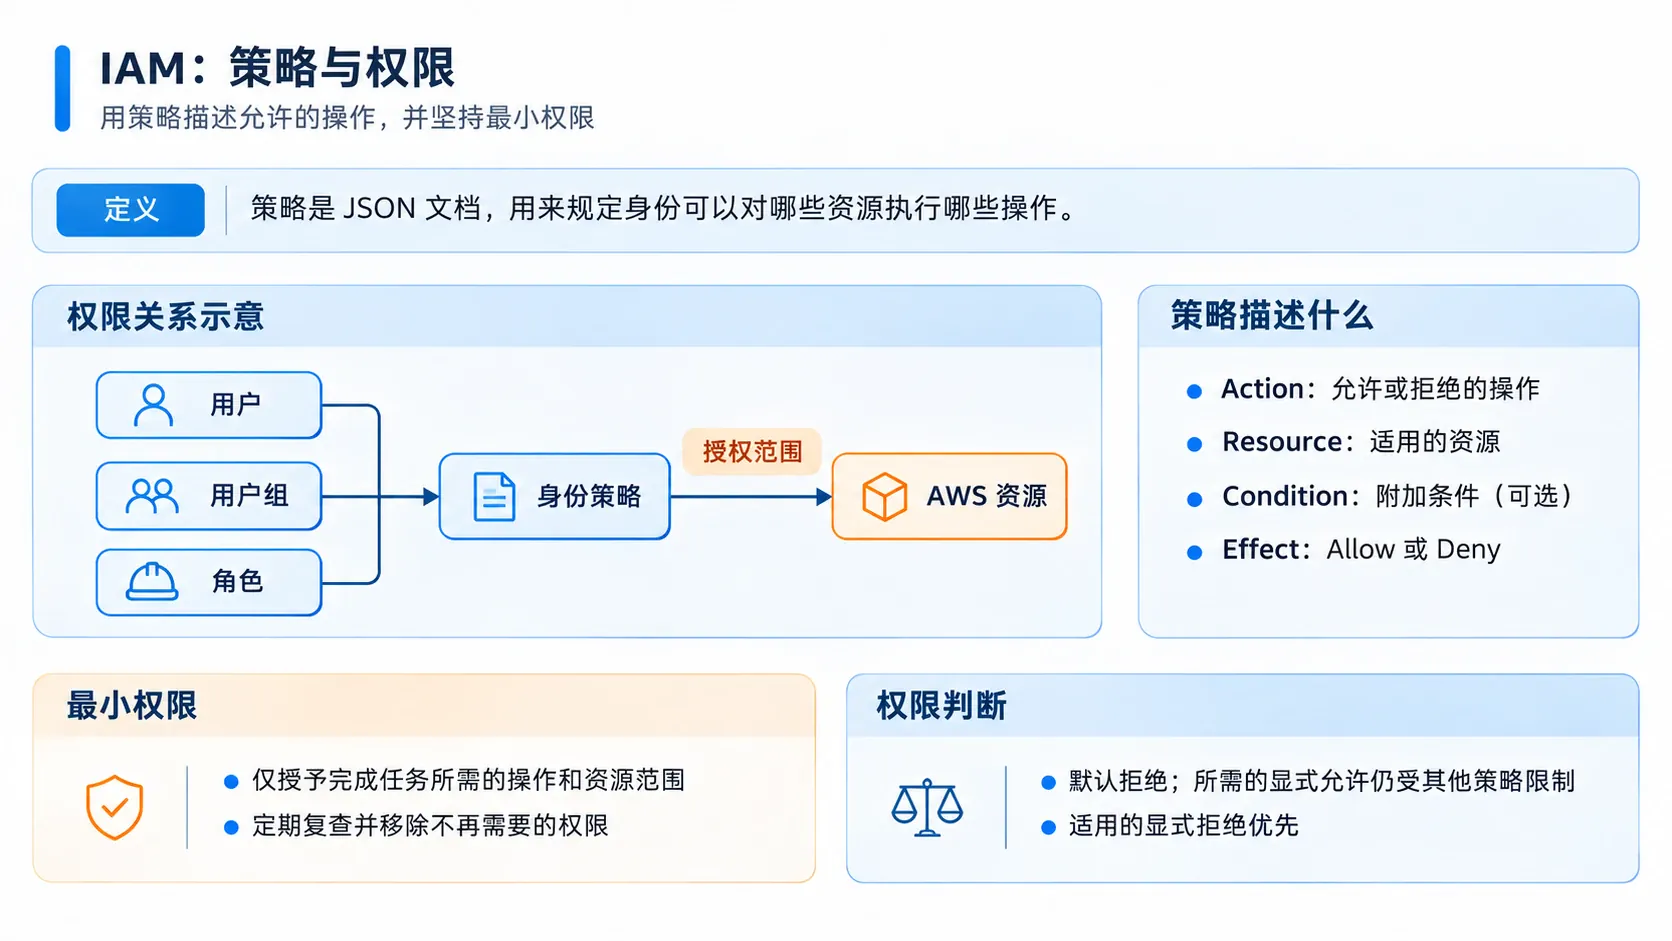 IAM：策略与权限
用策略描述允许的操作，并坚持最小权限
定义
策略是 JSON 文档，用来规定身份可以对哪些资源执行哪些操作。
权限关系示意
用户
用户组
角色
身份策略
授权范围
AWS 资源
策略描述什么
Action：允许或拒绝的操作
Resource：适用的资源
Condition：附加条件（可选）
Effect：Allow 或 Deny
最小权限
仅授予完成任务所需的操作和资源范围
定期复查并移除不再需要的权限
权限判断
默认拒绝；所需的显式允许仍受其他策略限制
适用的显式拒绝优先